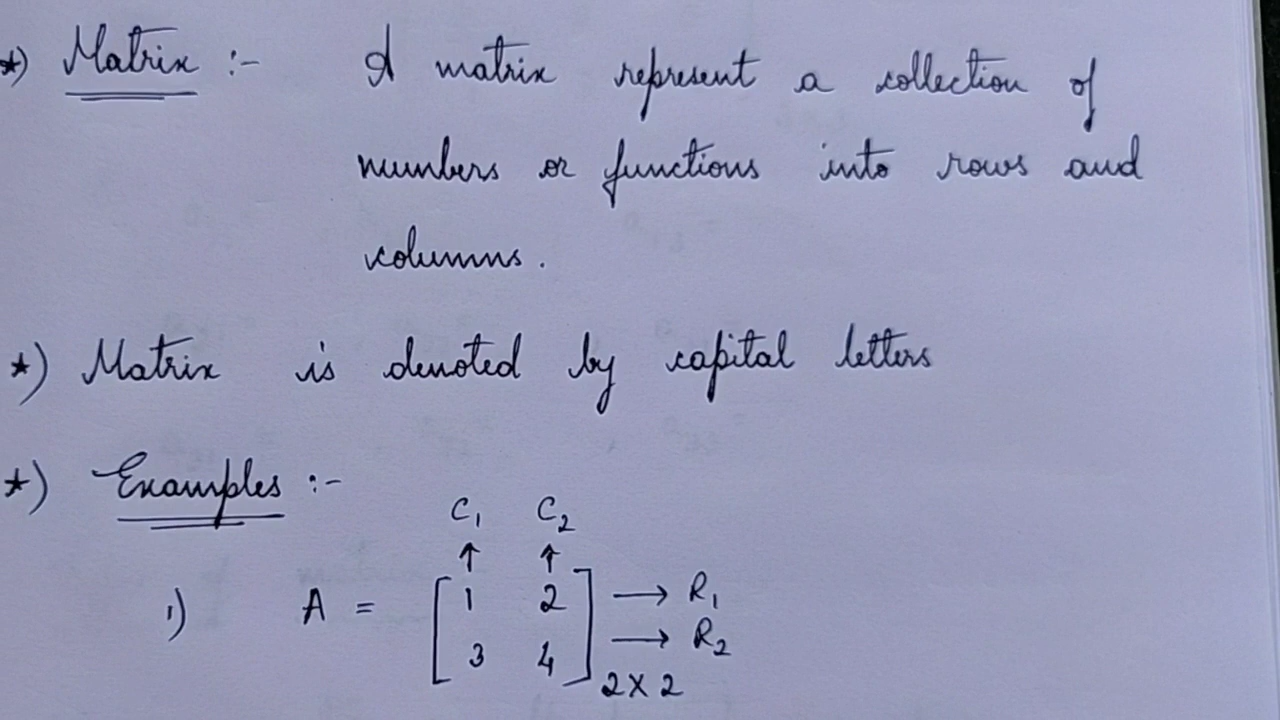 *) Matrix :- A matrix represent a collection of
numbers or functions into rows and
columns.
*) Matrix is denoted by capital letters
*) Examples :-
C₁ C₂
↑ ↑
1) A = [ 1 2 ] → R₁
[ 3 4 ] → R₂
2 X 2